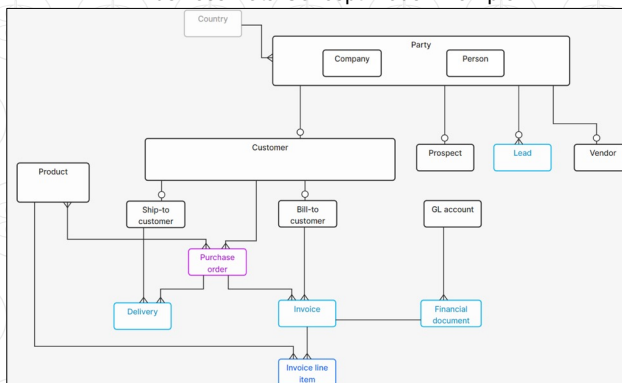 Country
Party
Company
Person
Customer
Prospect
Lead
Vendor
Product
Ship-to
customer
Bill-to
customer
GL account
Purchase
order
Delivery
Invoice
Financial
document
Invoice line
item